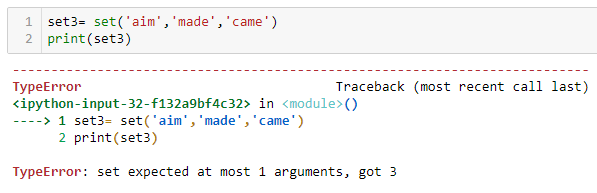 1 set3= set('aim','made','came')
2 print(set3)
---------------------------------------------------------------------------
TypeError                                 Traceback (most recent call last)
<ipython-input-32-f132a9bf4c32> in <module>()
----> 1 set3= set('aim','made','came')
      2 print(set3)

TypeError: set expected at most 1 arguments, got 3